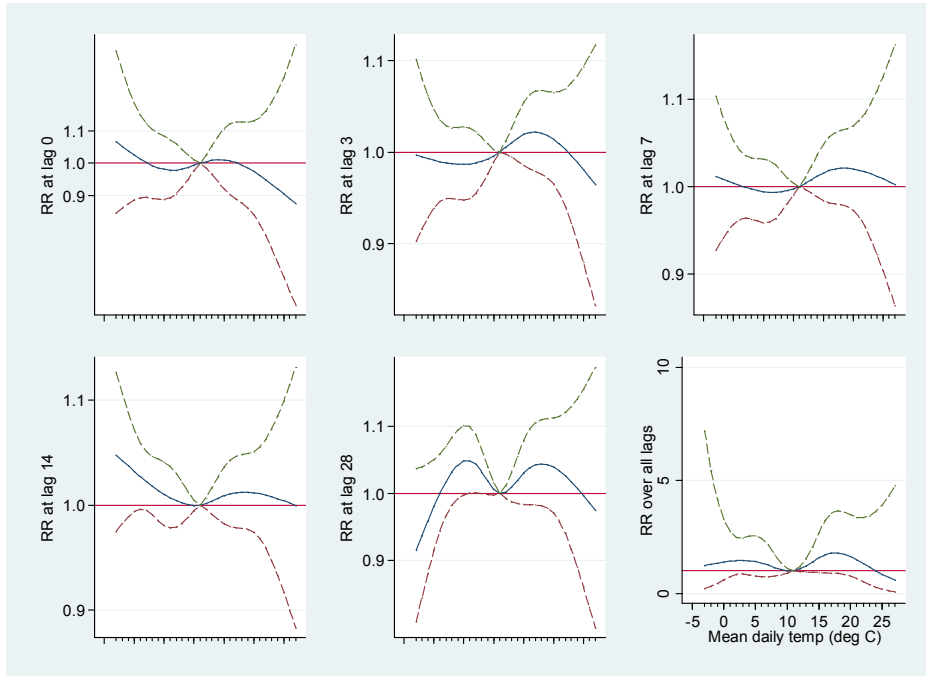 RR at lag 0
1.1
1.0
0.9
RR at lag 3
1.1
1.0
0.9
RR at lag 7
1.1
1.0
0.9
RR at lag 14
1.1
1.0
0.9
RR at lag 28
1.1
1.0
0.9
RR over all lags
10
5
0
-5 0 5 10 15 20 25
Mean daily temp (deg C)